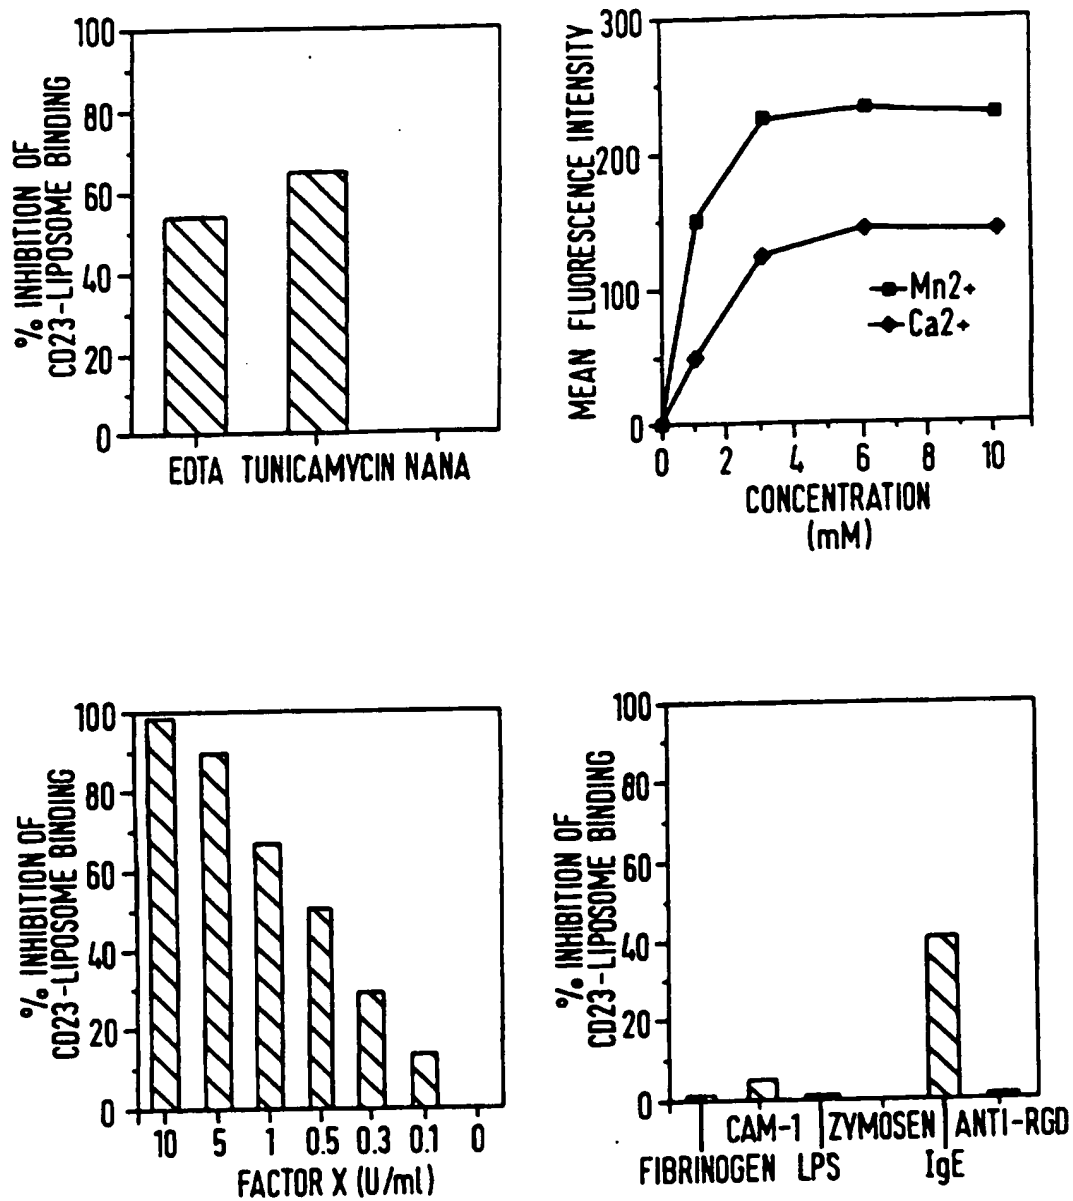 % INHIBITION OF
CD23-LIPOSOME BINDING
100
80
60
40
20
0
EDTA TUNICAMYCIN NANA
MEAN FLUORESCENCE INTENSITY
300
200
100
0
Mn2+
Ca2+
0 2 4 6 8 10
CONCENTRATION
(mM)
% INHIBITION OF
CD23-LIPOSOME BINDING
100
80
60
40
20
0
10 5 1 0.5 0.3 0.1 0
FACTOR X (U/ml)
% INHIBITION OF
CD23-LIPOSOME BINDING
100
80
60
40
20
0
CAM-1 ZYMOSEN ANTI-RGD
FIBRINOGEN LPS IgE